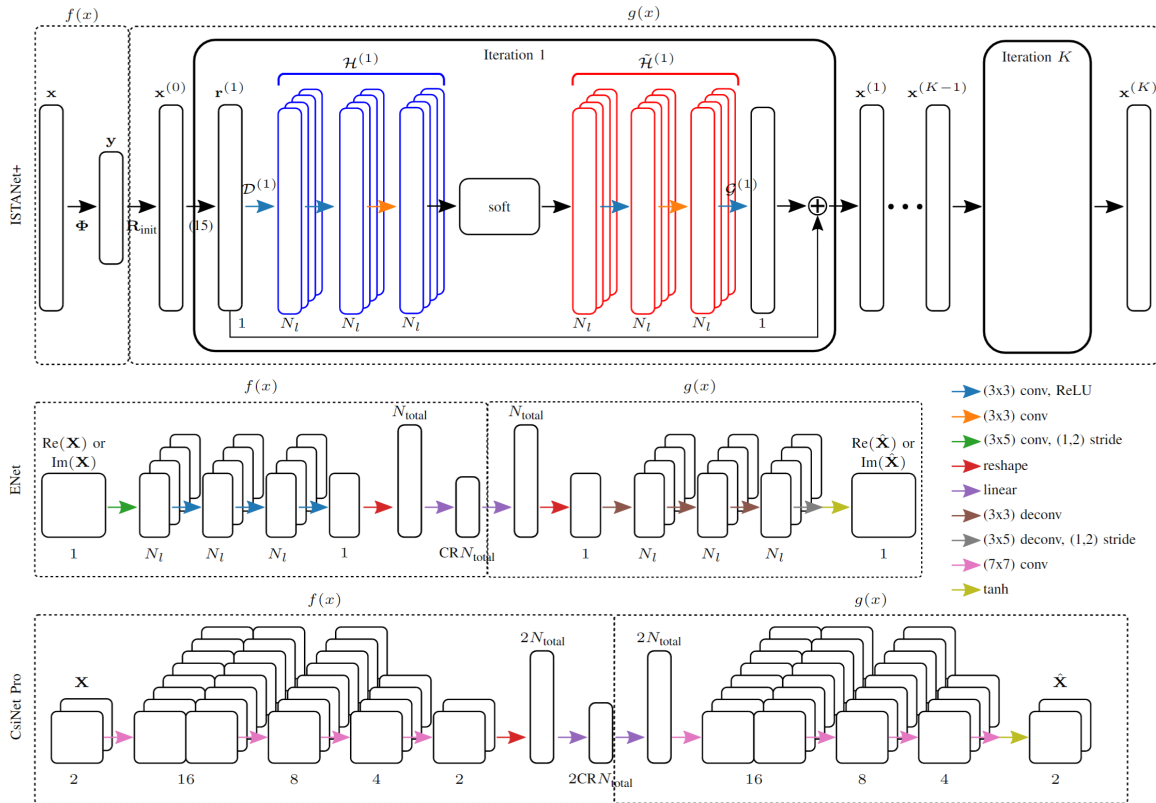 f(x)
g(x)
ISTANet+
x
y
Φ
R_init
x^(0)
(15)
r^(1)
1
Iteration 1
D^(1)
H^(1)
N_l
N_l
N_l
soft
H̃^(1)
N_l
N_l
N_l
G^(1)
1
x^(1)
x^(K−1)
Iteration K
x^(K)
f(x)
g(x)
ENet
Re(X) or
Im(X)
1
N_l
N_l
N_l
1
N_total
CRN_total
N_total
1
N_l
N_l
N_l
Re(X̂) or
Im(X̂)
1
(3x3) conv, ReLU
(3x3) conv
(3x5) conv, (1,2) stride
reshape
linear
(3x3) deconv
(3x5) deconv, (1,2) stride
(7x7) conv
tanh
f(x)
g(x)
CsiNet Pro
X
2
16
8
4
2
2N_total
2CRN_total
2N_total
16
8
4
X̂
2